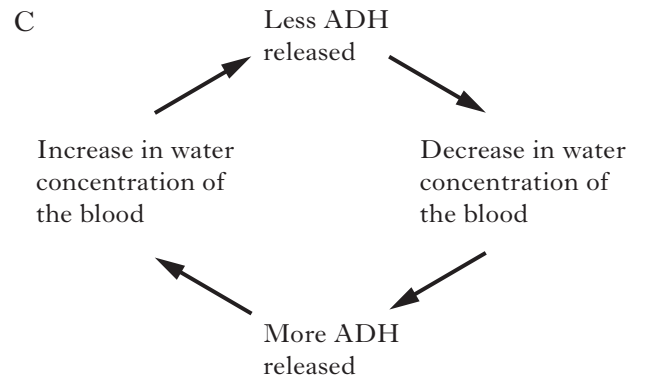 C
Less ADH
released
Increase in water
concentration of
the blood
Decrease in water
concentration of
the blood
More ADH
released